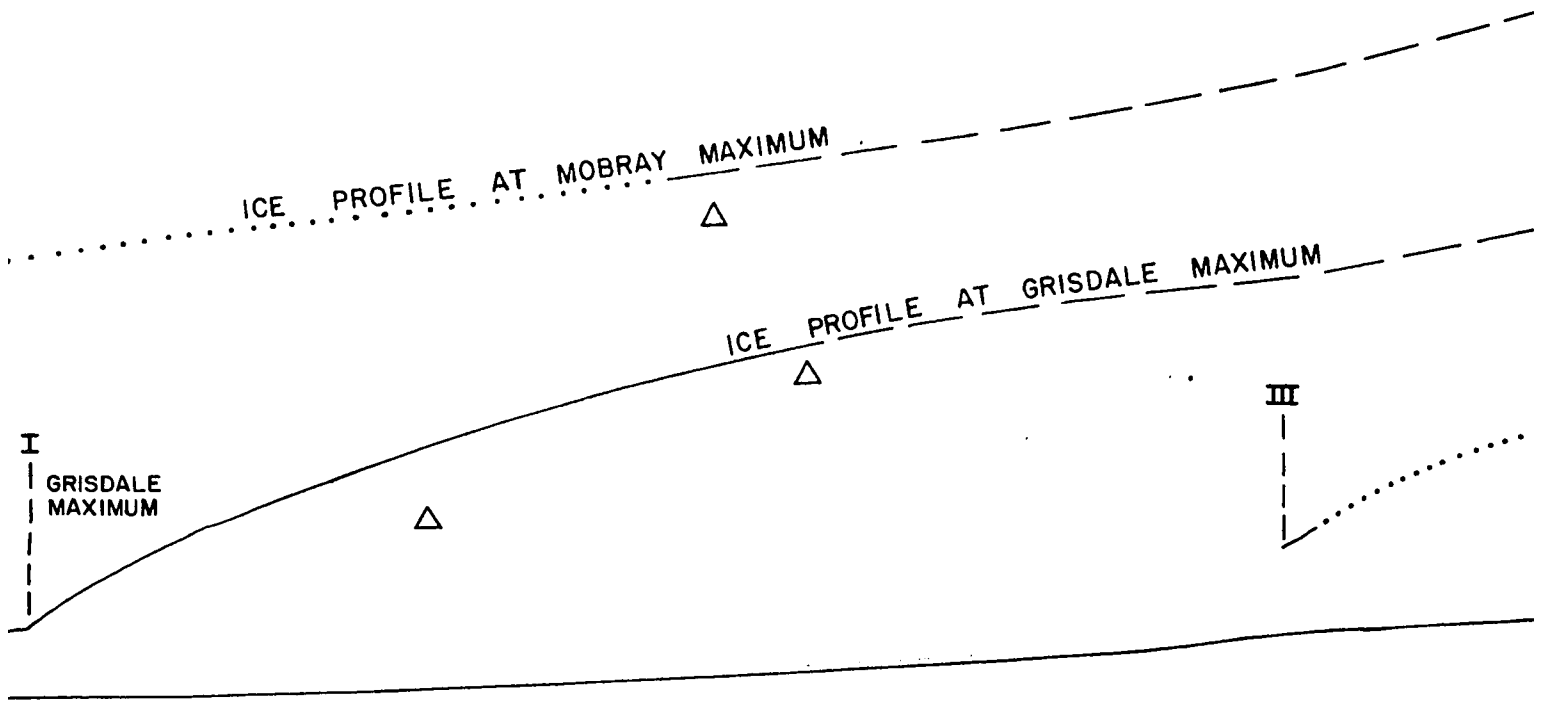 ICE PROFILE AT MOBRAY MAXIMUM
ICE PROFILE AT GRISDALE MAXIMUM
III
I
GRISDALE
MAXIMUM